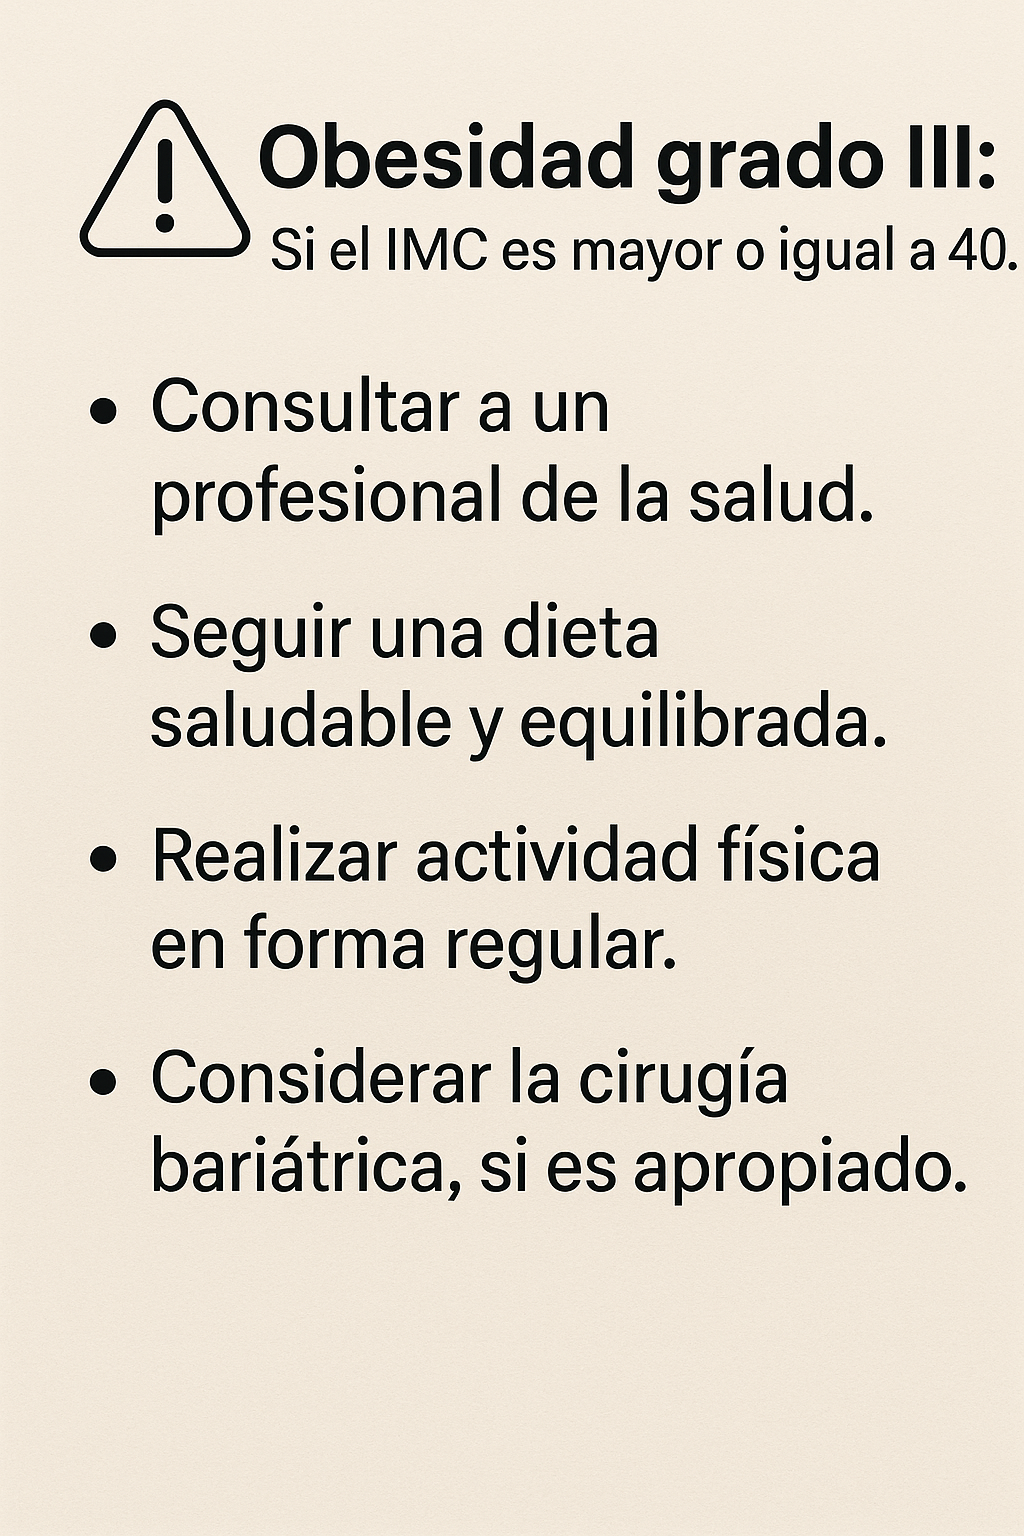 Obesidad grado III:
Si el IMC es mayor o igual a 40.
• Consultar a un
profesional de la salud.
• Seguir una dieta
saludable y equilibrada.
• Realizar actividad física
en forma regular.
• Considerar la cirugía
bariátrica, si es apropiado.